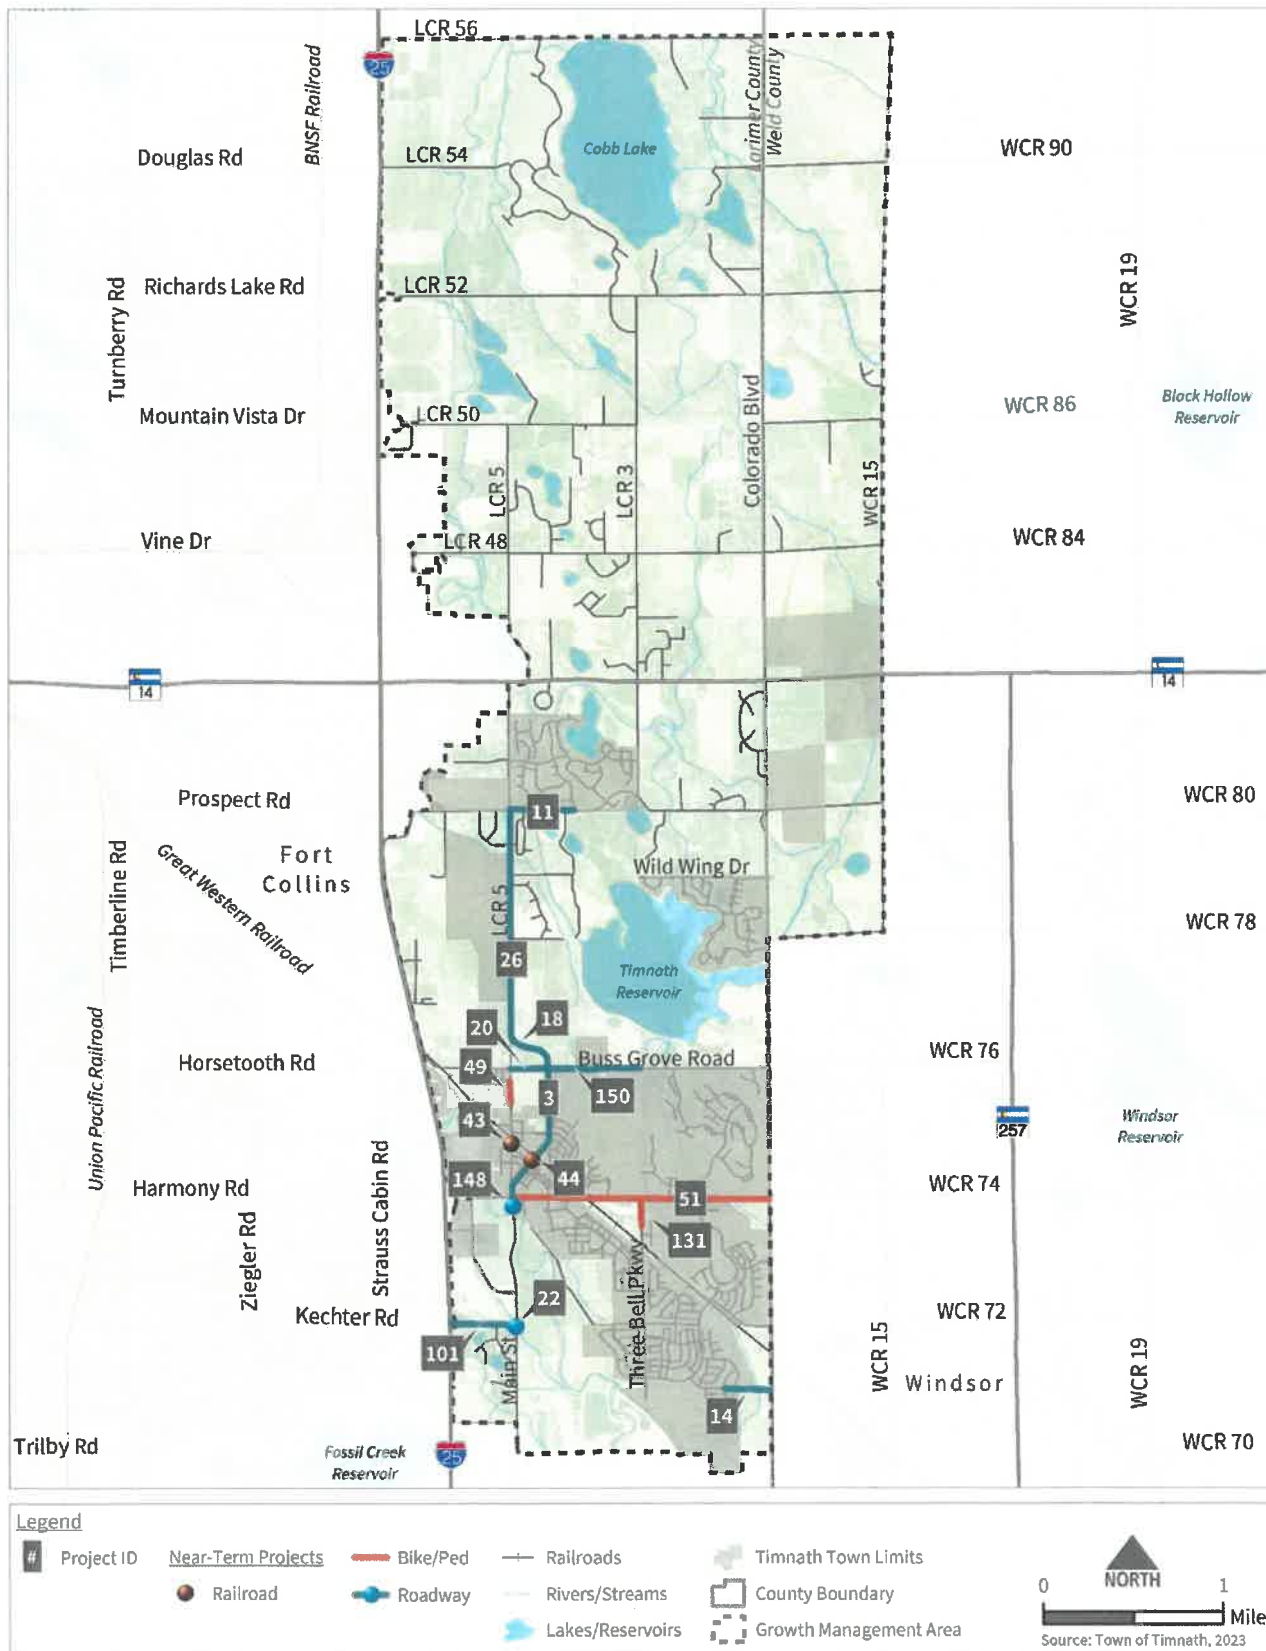 LCR 56
25
BNSF Railroad
Larimer County
Weld County
Cobb Lake
Douglas Rd
LCR 54
WCR 90
Turnberry Rd
Richards Lake Rd
LCR 52
WCR 19
Mountain Vista Dr
LCR 50
Colorado Blvd
WCR 86
Black Hollow
Reservoir
LCR 5
LCR 3
WCR 15
Vine Dr
LCR 48
WCR 84
14
14
Prospect Rd
11
WCR 80
Timberline Rd
Great Western Railroad
Fort
Collins
Wild Wing Dr
LCR 5
WCR 78
26
Timnath
Reservoir
Union Pacific Railroad
20
18
Horsetooth Rd
49
Buss Grove Road
WCR 76
3
150
43
257
Windsor
Reservoir
Strauss Cabin Rd
148
44
Harmony Rd
51
WCR 74
Ziegler Rd
131
Three Bell Pkwy
22
Kechter Rd
WCR 72
101
Main St
WCR 15
Windsor
WCR 19
14
Trilby Rd
Fossil Creek
Reservoir
25
WCR 70
Legend
# Project ID
Near-Term Projects
Railroad
Bike/Ped
Roadway
Railroads
Rivers/Streams
Lakes/Reservoirs
Timnath Town Limits
County Boundary
Growth Management Area
NORTH
0 1
Mile
Source: Town of Timnath, 2023